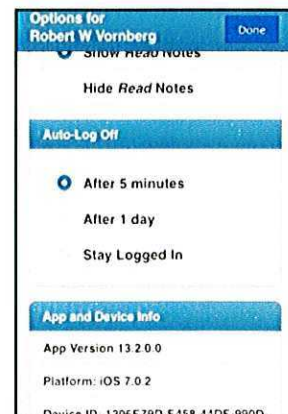 Options for
Robert W Vornberg
Done
Show Read Notes
Hide Read Notes
Auto-Log Off
After 5 minutes
After 1 day
Stay Logged In
App and Device Info
App Version 13.2.0.0
Platform: iOS 7.0.2
Device ID: